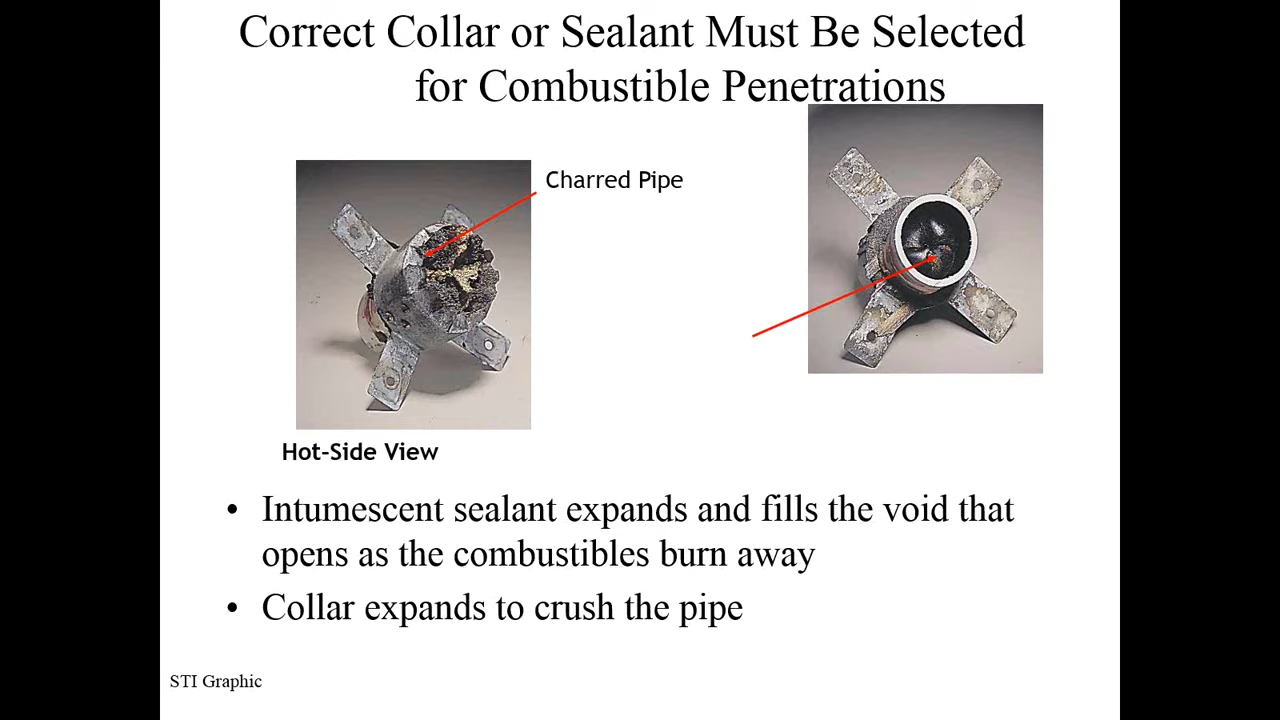 Correct Collar or Sealant Must Be Selected
for Combustible Penetrations
Charred Pipe
Hot-Side View
• Intumescent sealant expands and fills the void that
opens as the combustibles burn away
• Collar expands to crush the pipe
STI Graphic